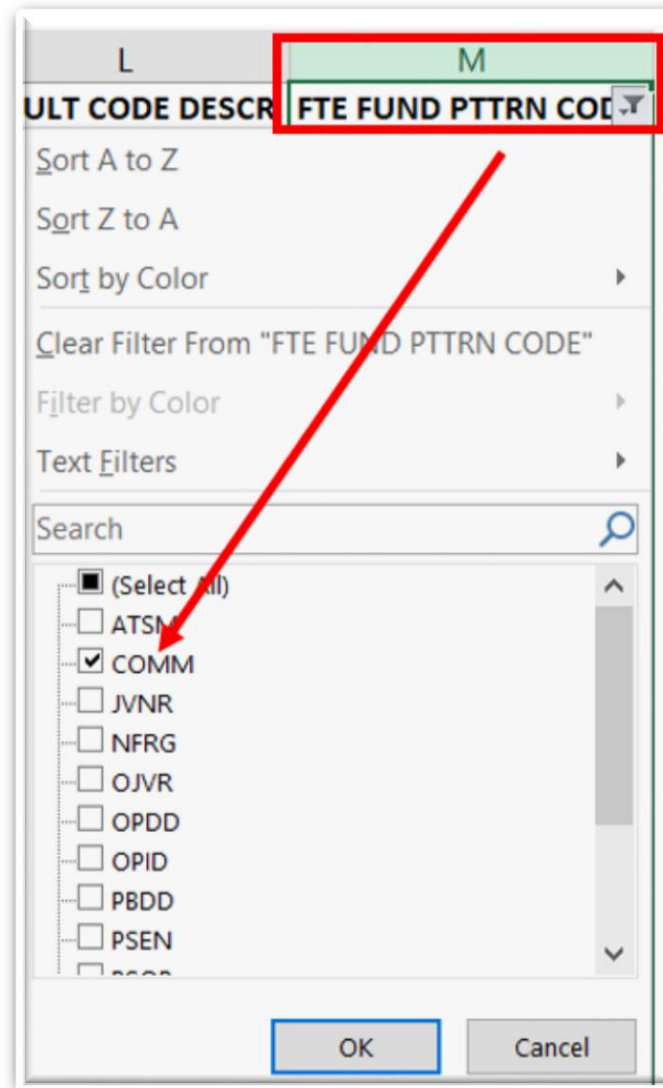 L M
ULT CODE DESCR FTE FUND PTTRN COD
Sort A to Z
Sort Z to A
Sort by Color
Clear Filter From "FTE FUND PTTRN CODE"
Filter by Color
Text Filters
Search
(Select All)
ATSM
COMM
JVNR
NFRG
OJVR
OPDD
OPID
PBDD
PSEN
OK Cancel